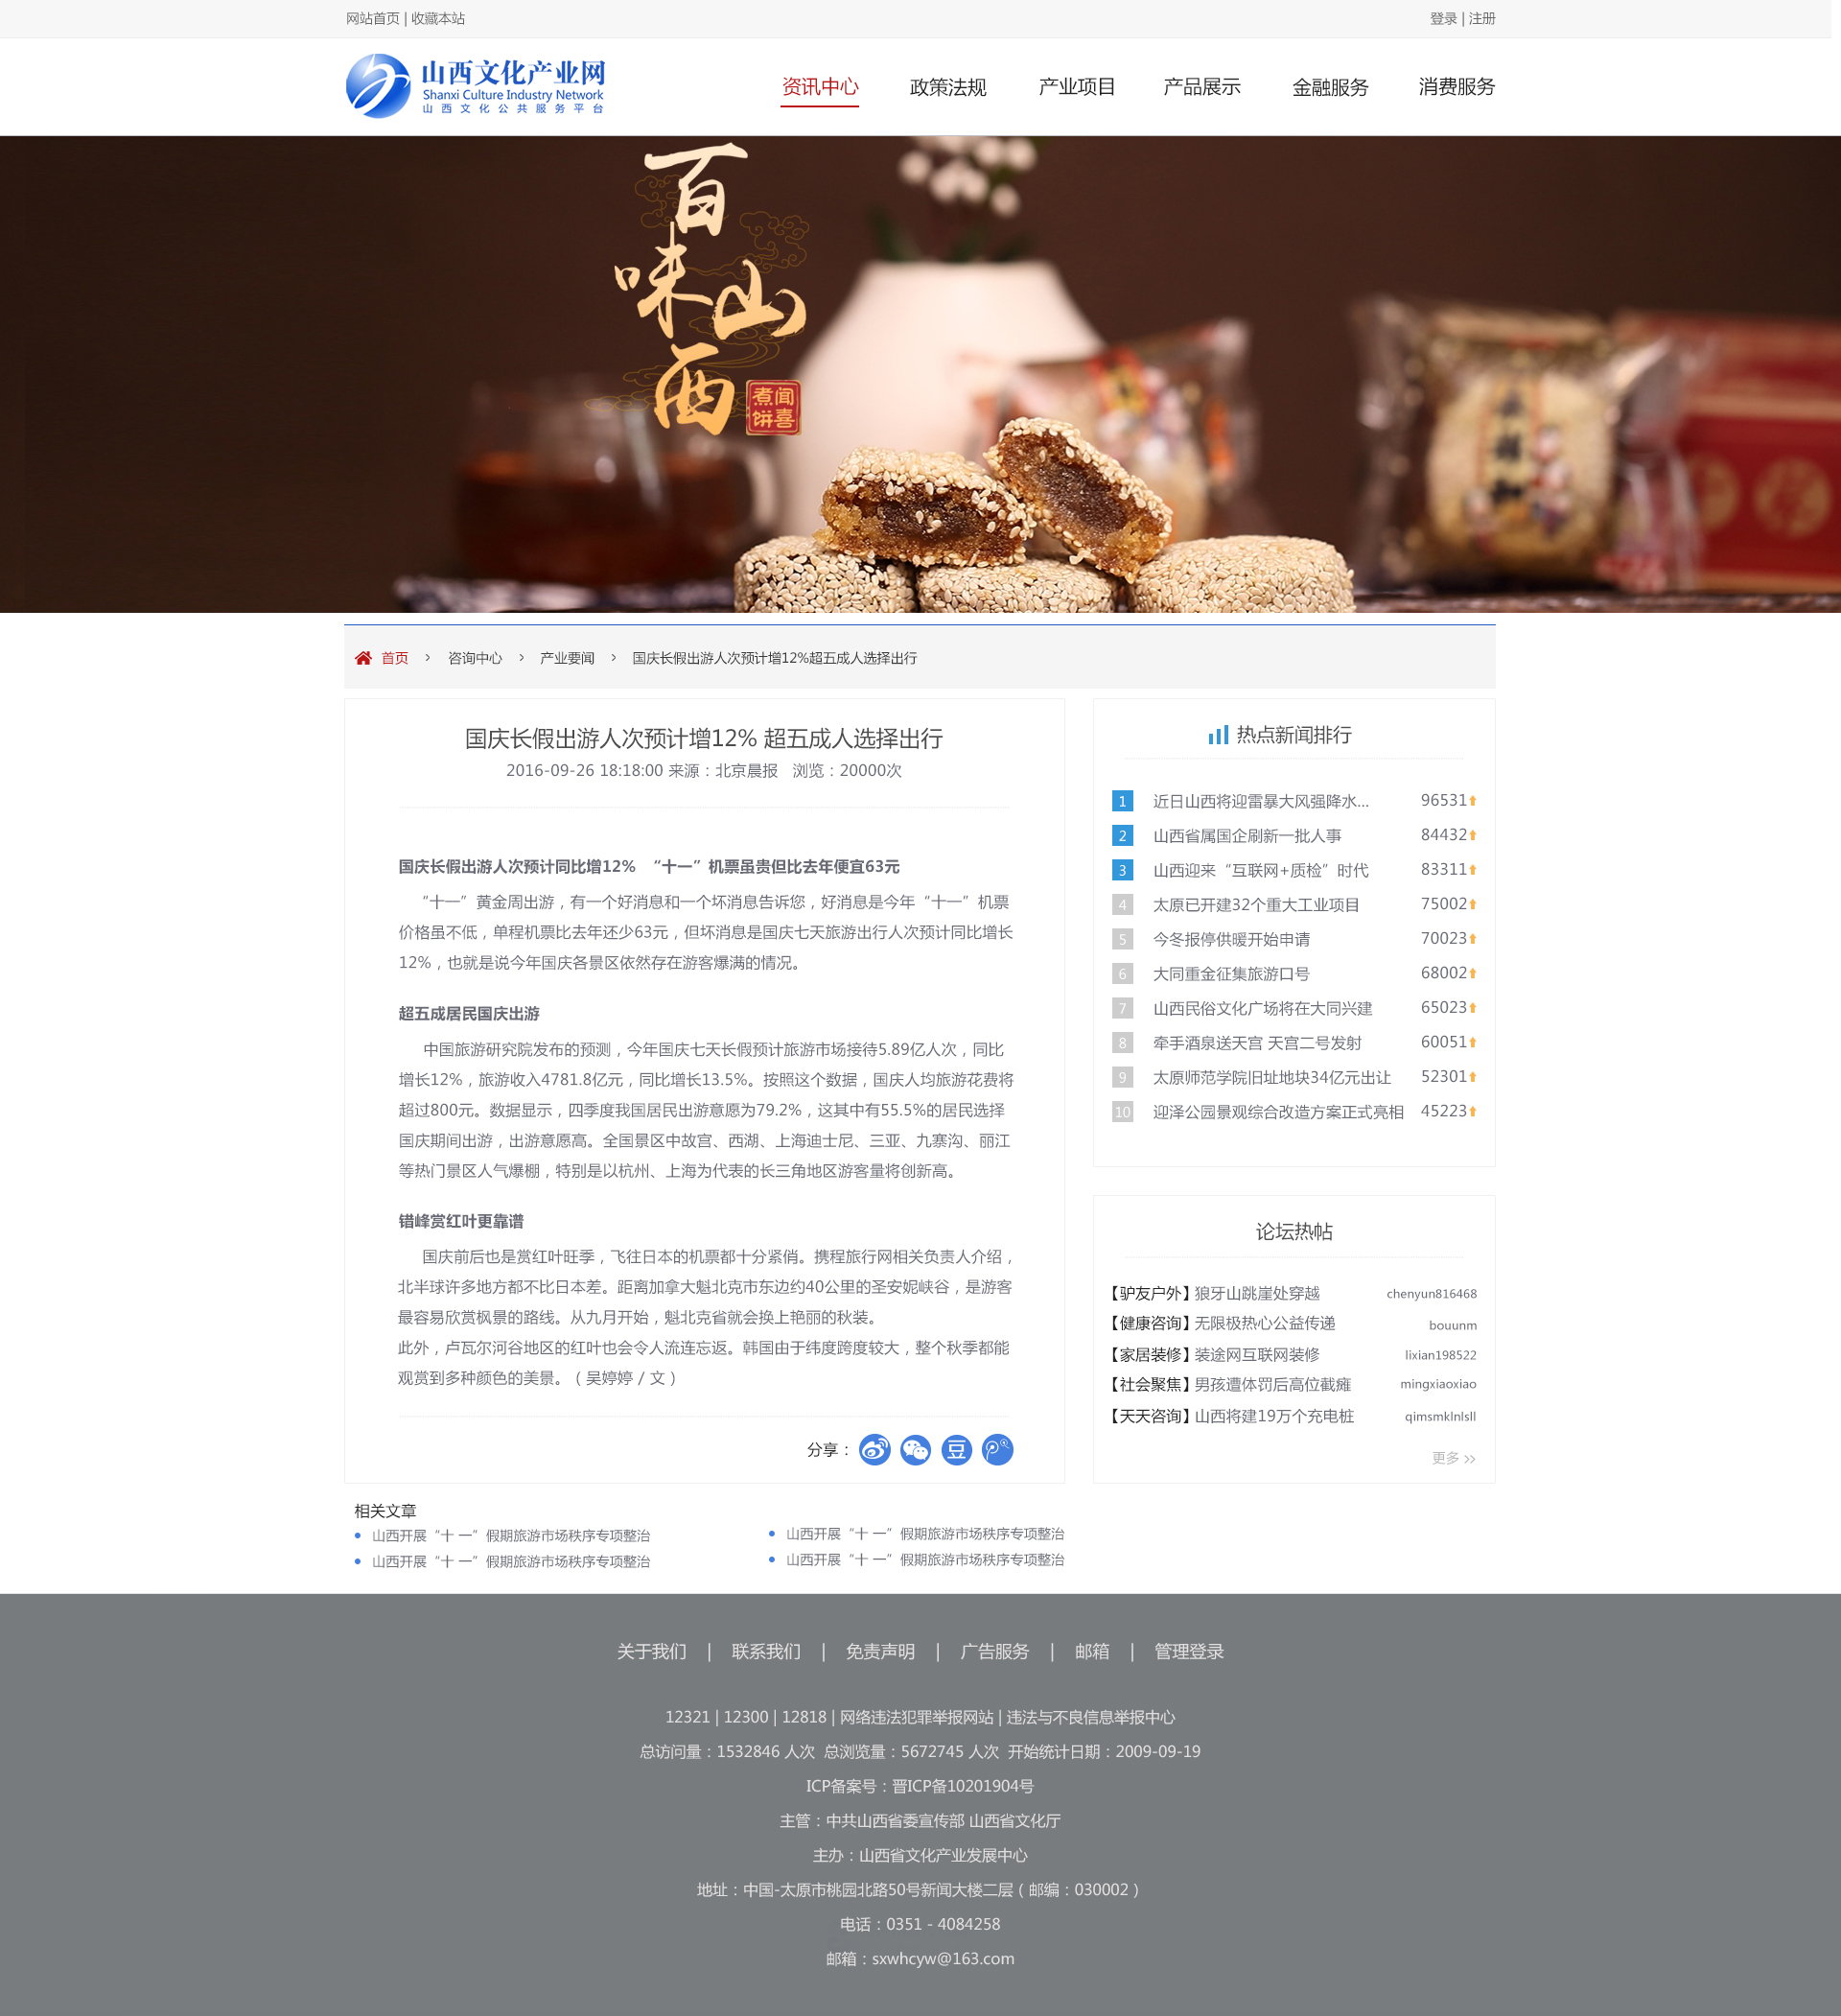 网站首页 | 收藏本站
登录 | 注册
山西文化产业网
Shanxi Culture Industry Network
山西文化公共服务平台
资讯中心 政策法规 产业项目 产品展示 金融服务 消费服务
百味山西
闻喜煮饼
首页 > 咨询中心 > 产业要闻 > 国庆长假出游人次预计增12%超五成人选择出行
国庆长假出游人次预计增12% 超五成人选择出行
2016-09-26 18:18:00 来源：北京晨报 浏览：20000次
国庆长假出游人次预计同比增12% “十一”机票虽贵但比去年便宜63元
“十一”黄金周出游，有一个好消息和一个坏消息告诉您，好消息是今年“十一”机票
价格虽不低，单程机票比去年还少63元，但坏消息是国庆七天旅游出行人次预计同比增长
12%，也就是说今年国庆各景区依然存在游客爆满的情况。
超五成居民国庆出游
中国旅游研究院发布的预测，今年国庆七天长假预计旅游市场接待5.89亿人次，同比
增长12%，旅游收入4781.8亿元，同比增长13.5%。按照这个数据，国庆人均旅游花费将
超过800元。数据显示，四季度我国居民出游意愿为79.2%，这其中有55.5%的居民选择
国庆期间出游，出游意愿高。全国景区中故宫、西湖、上海迪士尼、三亚、九寨沟、丽江
等热门景区人气爆棚，特别是以杭州、上海为代表的长三角地区游客量将创新高。
错峰赏红叶更靠谱
国庆前后也是赏红叶旺季，飞往日本的机票都十分紧俏。携程旅行网相关负责人介绍，
北半球许多地方都不比日本差。距离加拿大魁北克市东边约40公里的圣安妮峡谷，是游客
最容易欣赏枫景的路线。从九月开始，魁北克省就会换上艳丽的秋装。
此外，卢瓦尔河谷地区的红叶也会令人流连忘返。韩国由于纬度跨度较大，整个秋季都能
观赏到多种颜色的美景。（吴婷婷 / 文）
分享：
豆
热点新闻排行
1 近日山西将迎雷暴大风强降水... 96531
2 山西省属国企刷新一批人事 84432
3 山西迎来“互联网+质检”时代 83311
4 太原已开建32个重大工业项目 75002
5 今冬报停供暖开始申请 70023
6 大同重金征集旅游口号 68002
7 山西民俗文化广场将在大同兴建 65023
8 牵手酒泉送天宫 天宫二号发射 60051
9 太原师范学院旧址地块34亿元出让 52301
10 迎泽公园景观综合改造方案正式亮相 45223
论坛热帖
【驴友户外】狼牙山跳崖处穿越 chenyun816468
【健康咨询】无限极热心公益传递 bouunm
【家居装修】装途网互联网装修 lixian198522
【社会聚焦】男孩遭体罚后高位截瘫 mingxiaoxiao
【天天咨询】山西将建19万个充电桩 qimsmklnlsll
更多 >>
相关文章
山西开展“十 一”假期旅游市场秩序专项整治
山西开展“十 一”假期旅游市场秩序专项整治
山西开展“十 一”假期旅游市场秩序专项整治
山西开展“十 一”假期旅游市场秩序专项整治
关于我们 | 联系我们 | 免责声明 | 广告服务 | 邮箱 | 管理登录
12321 | 12300 | 12818 | 网络违法犯罪举报网站 | 违法与不良信息举报中心
总访问量：1532846 人次 总浏览量：5672745 人次 开始统计日期：2009-09-19
ICP备案号：晋ICP备10201904号
主管：中共山西省委宣传部 山西省文化厅
主办：山西省文化产业发展中心
地址：中国-太原市桃园北路50号新闻大楼二层（邮编：030002）
电话：0351 - 4084258
邮箱：sxwhcyw@163.com